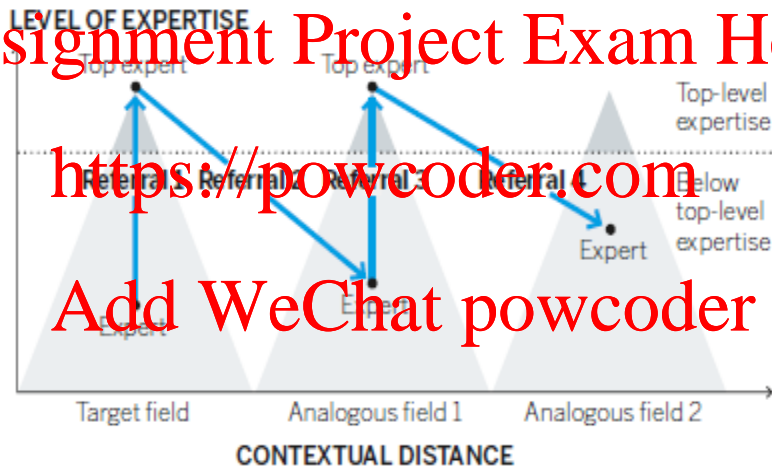 LEVEL OF EXPERTISE
signment Project Exam H
Top expert
Top expert
Top-level
expertise
https://powcoder.com
Referral 1
Referral 2
Referral 3
Referral 4
Below
top-level
expertise
Expert
Add WeChat powcoder
Expert
Expert
Target field
Analogous field 1
Analogous field 2
CONTEXTUAL DISTANCE